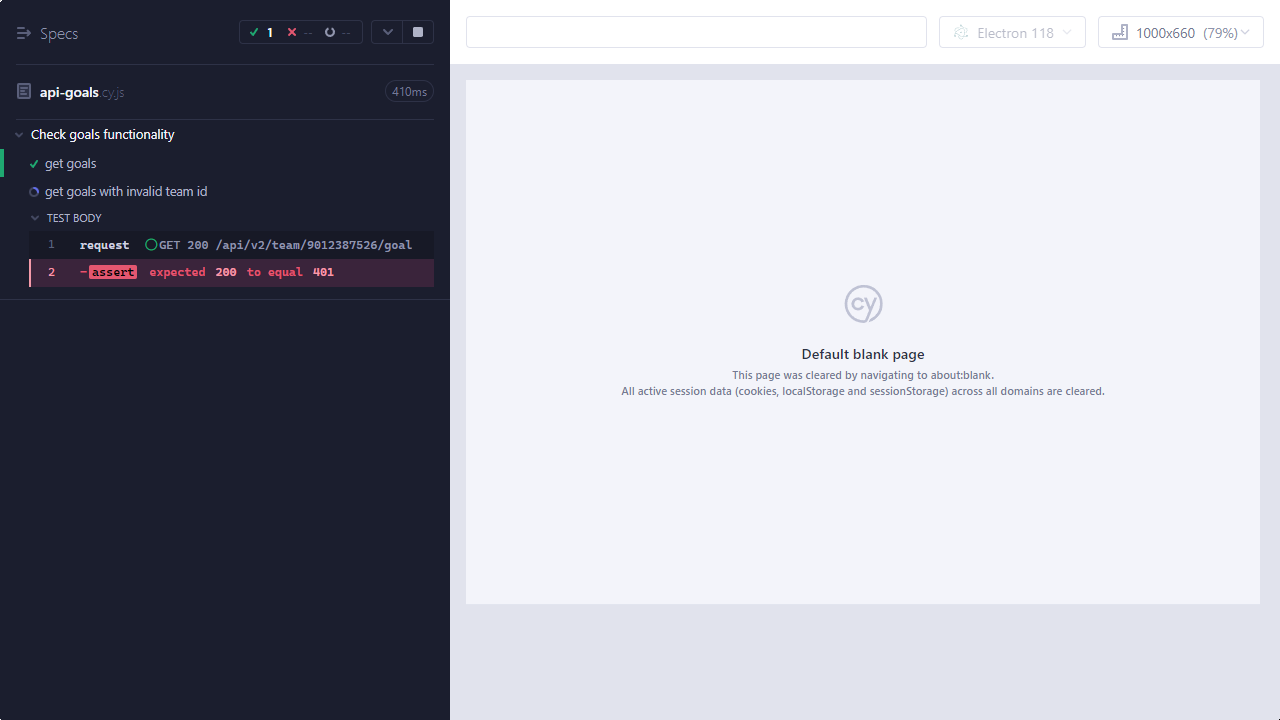 Specs
1 -- --
api-goals.cy.js 410ms
Check goals functionality
get goals
get goals with invalid team id
TEST BODY
1 request GET 200 /api/v2/team/9012387526/goal
2 -assert expected 200 to equal 401
Electron 118
1000x660 (79%)
cy
Default blank page
This page was cleared by navigating to about:blank.
All active session data (cookies, localStorage and sessionStorage) across all domains are cleared.